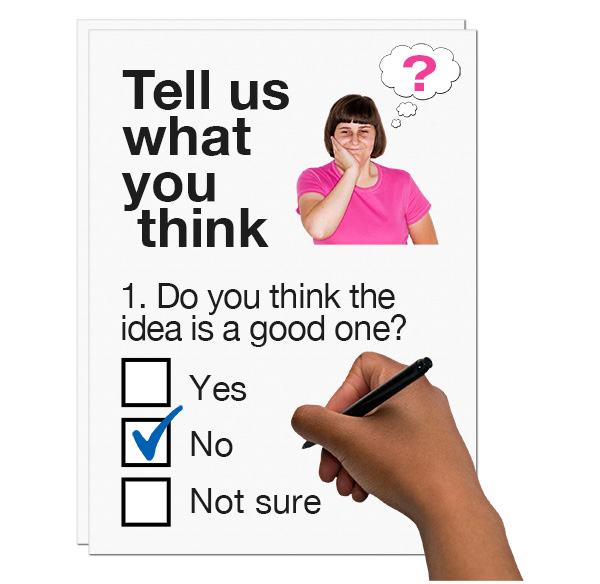 Tell us
what
you
think
?
1. Do you think the
idea is a good one?
Yes
No
Not sure